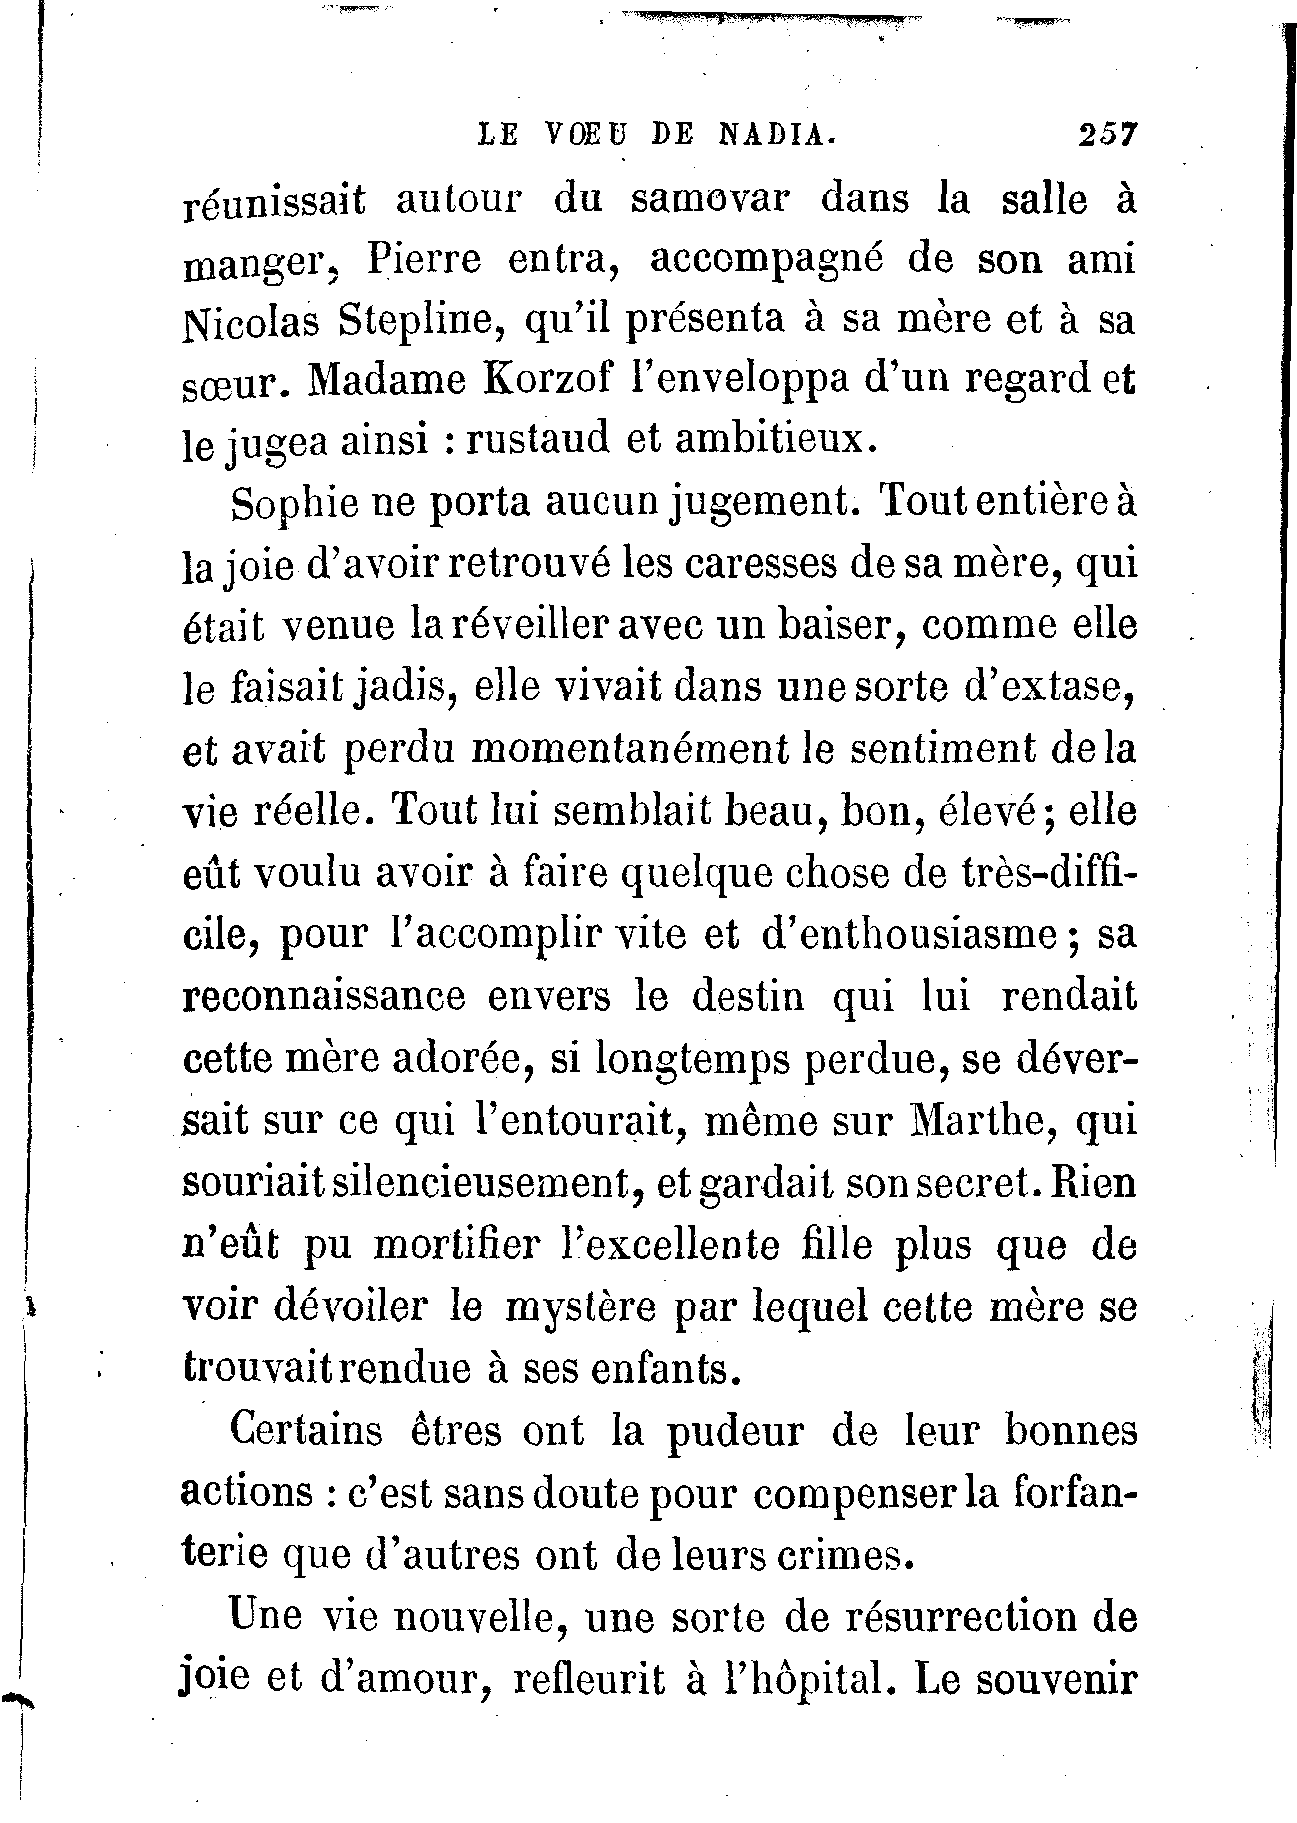 LE VŒU DE NADIA. 257
réunissait autour du samovar dans la salle à
manger, Pierre entra, accompagné de son ami
Nicolas Stepline, qu'il présenta à sa mère et à sa
sœur. Madame Korzof l'enveloppa d'un regard et
le jugea ainsi : rustaud et ambitieux.
Sophie ne porta aucun jugement. Tout entière à
la joie d'avoir retrouvé les caresses de sa mère, qui
était venue la réveiller avec un baiser, comme elle
le faisait jadis, elle vivait dans une sorte d'extase,
et avait perdu momentanément le sentiment de la
vie réelle. Tout lui semblait beau, bon, élevé ; elle
eût voulu avoir à faire quelque chose de très-diffi-
cile, pour l'accomplir vite et d'enthousiasme ; sa
reconnaissance envers le destin qui lui rendait
cette mère adorée, si longtemps perdue, se déver-
sait sur ce qui l'entourait, même sur Marthe, qui
souriait silencieusement, et gardait son secret. Rien
n'eût pu mortifier l'excellente fille plus que de
voir dévoiler le mystère par lequel cette mère se
trouvait rendue à ses enfants.
Certains êtres ont la pudeur de leur bonnes
actions : c'est sans doute pour compenser la forfan-
terie que d'autres ont de leurs crimes.
Une vie nouvelle, une sorte de résurrection de
joie et d'amour, refleurit à l'hôpital. Le souvenir